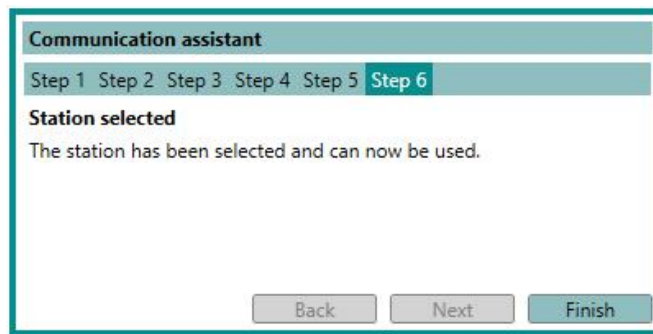 Communication assistant
Step 1 Step 2 Step 3 Step 4 Step 5 Step 6
Station selected
The station has been selected and can now be used.
Back Next Finish